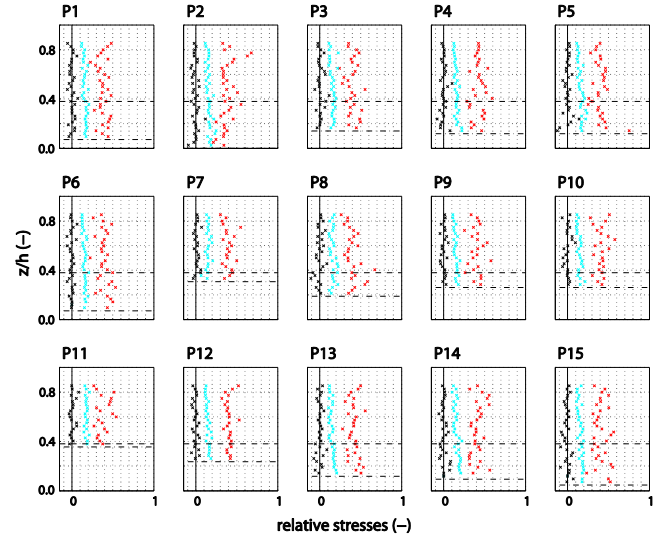 P1 P2 P3 P4 P5
0.8
0.4
0.0
P6 P7 P8 P9 P10
0.8
z/h (–)
0.4
0.0
P11 P12 P13 P14 P15
0.8
0.4
0.0
0 1 0 1 0 1 0 1 0 1
relative stresses (–)